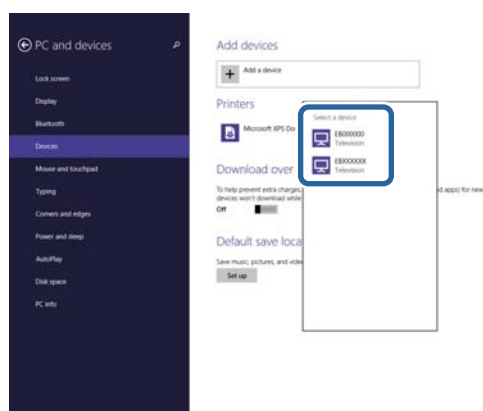 PC and devices
Lock screen
Display
Bluetooth
Devices
Mouse and touchpad
Typing
Corners and edges
Power and sleep
AutoPlay
Disk space
PC info
Add devices
Add a device
Printers
Microsoft XPS Do
Download over
To help prevent extra charges,
d apps) for new
devices won't download while
Off
Default save loca
Save music, pictures, and video
Set up
Select a device
Television
Television